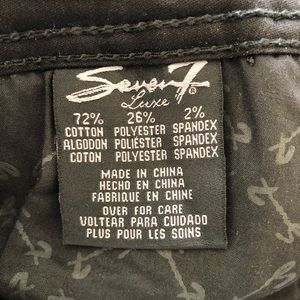 Seven7®
Luxe
72% 26% 2%
COTTON POLYESTER SPANDEX
ALGODON POLIÉSTER SPANDEX
COTON POLYESTER SPANDEX
MADE IN CHINA
HECHO EN CHINA
FABRIQUE EN CHINE
OVER FOR CARE
VOLTEAR PARA CUIDADO
PLUS POUR LES SOINS